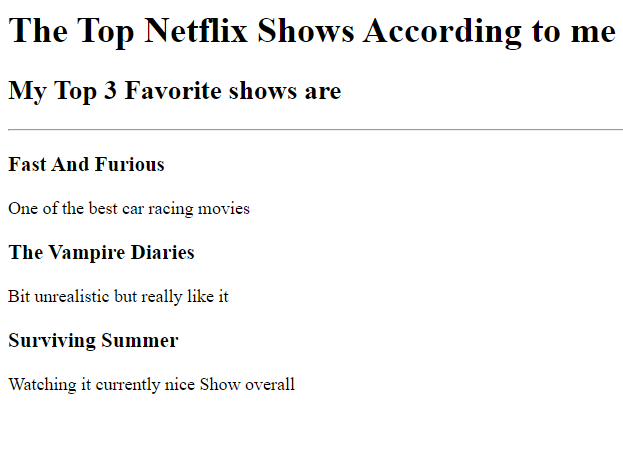 The Top Netflix Shows According to me
My Top 3 Favorite shows are
Fast And Furious
One of the best car racing movies
The Vampire Diaries
Bit unrealistic but really like it
Surviving Summer
Watching it currently nice Show overall